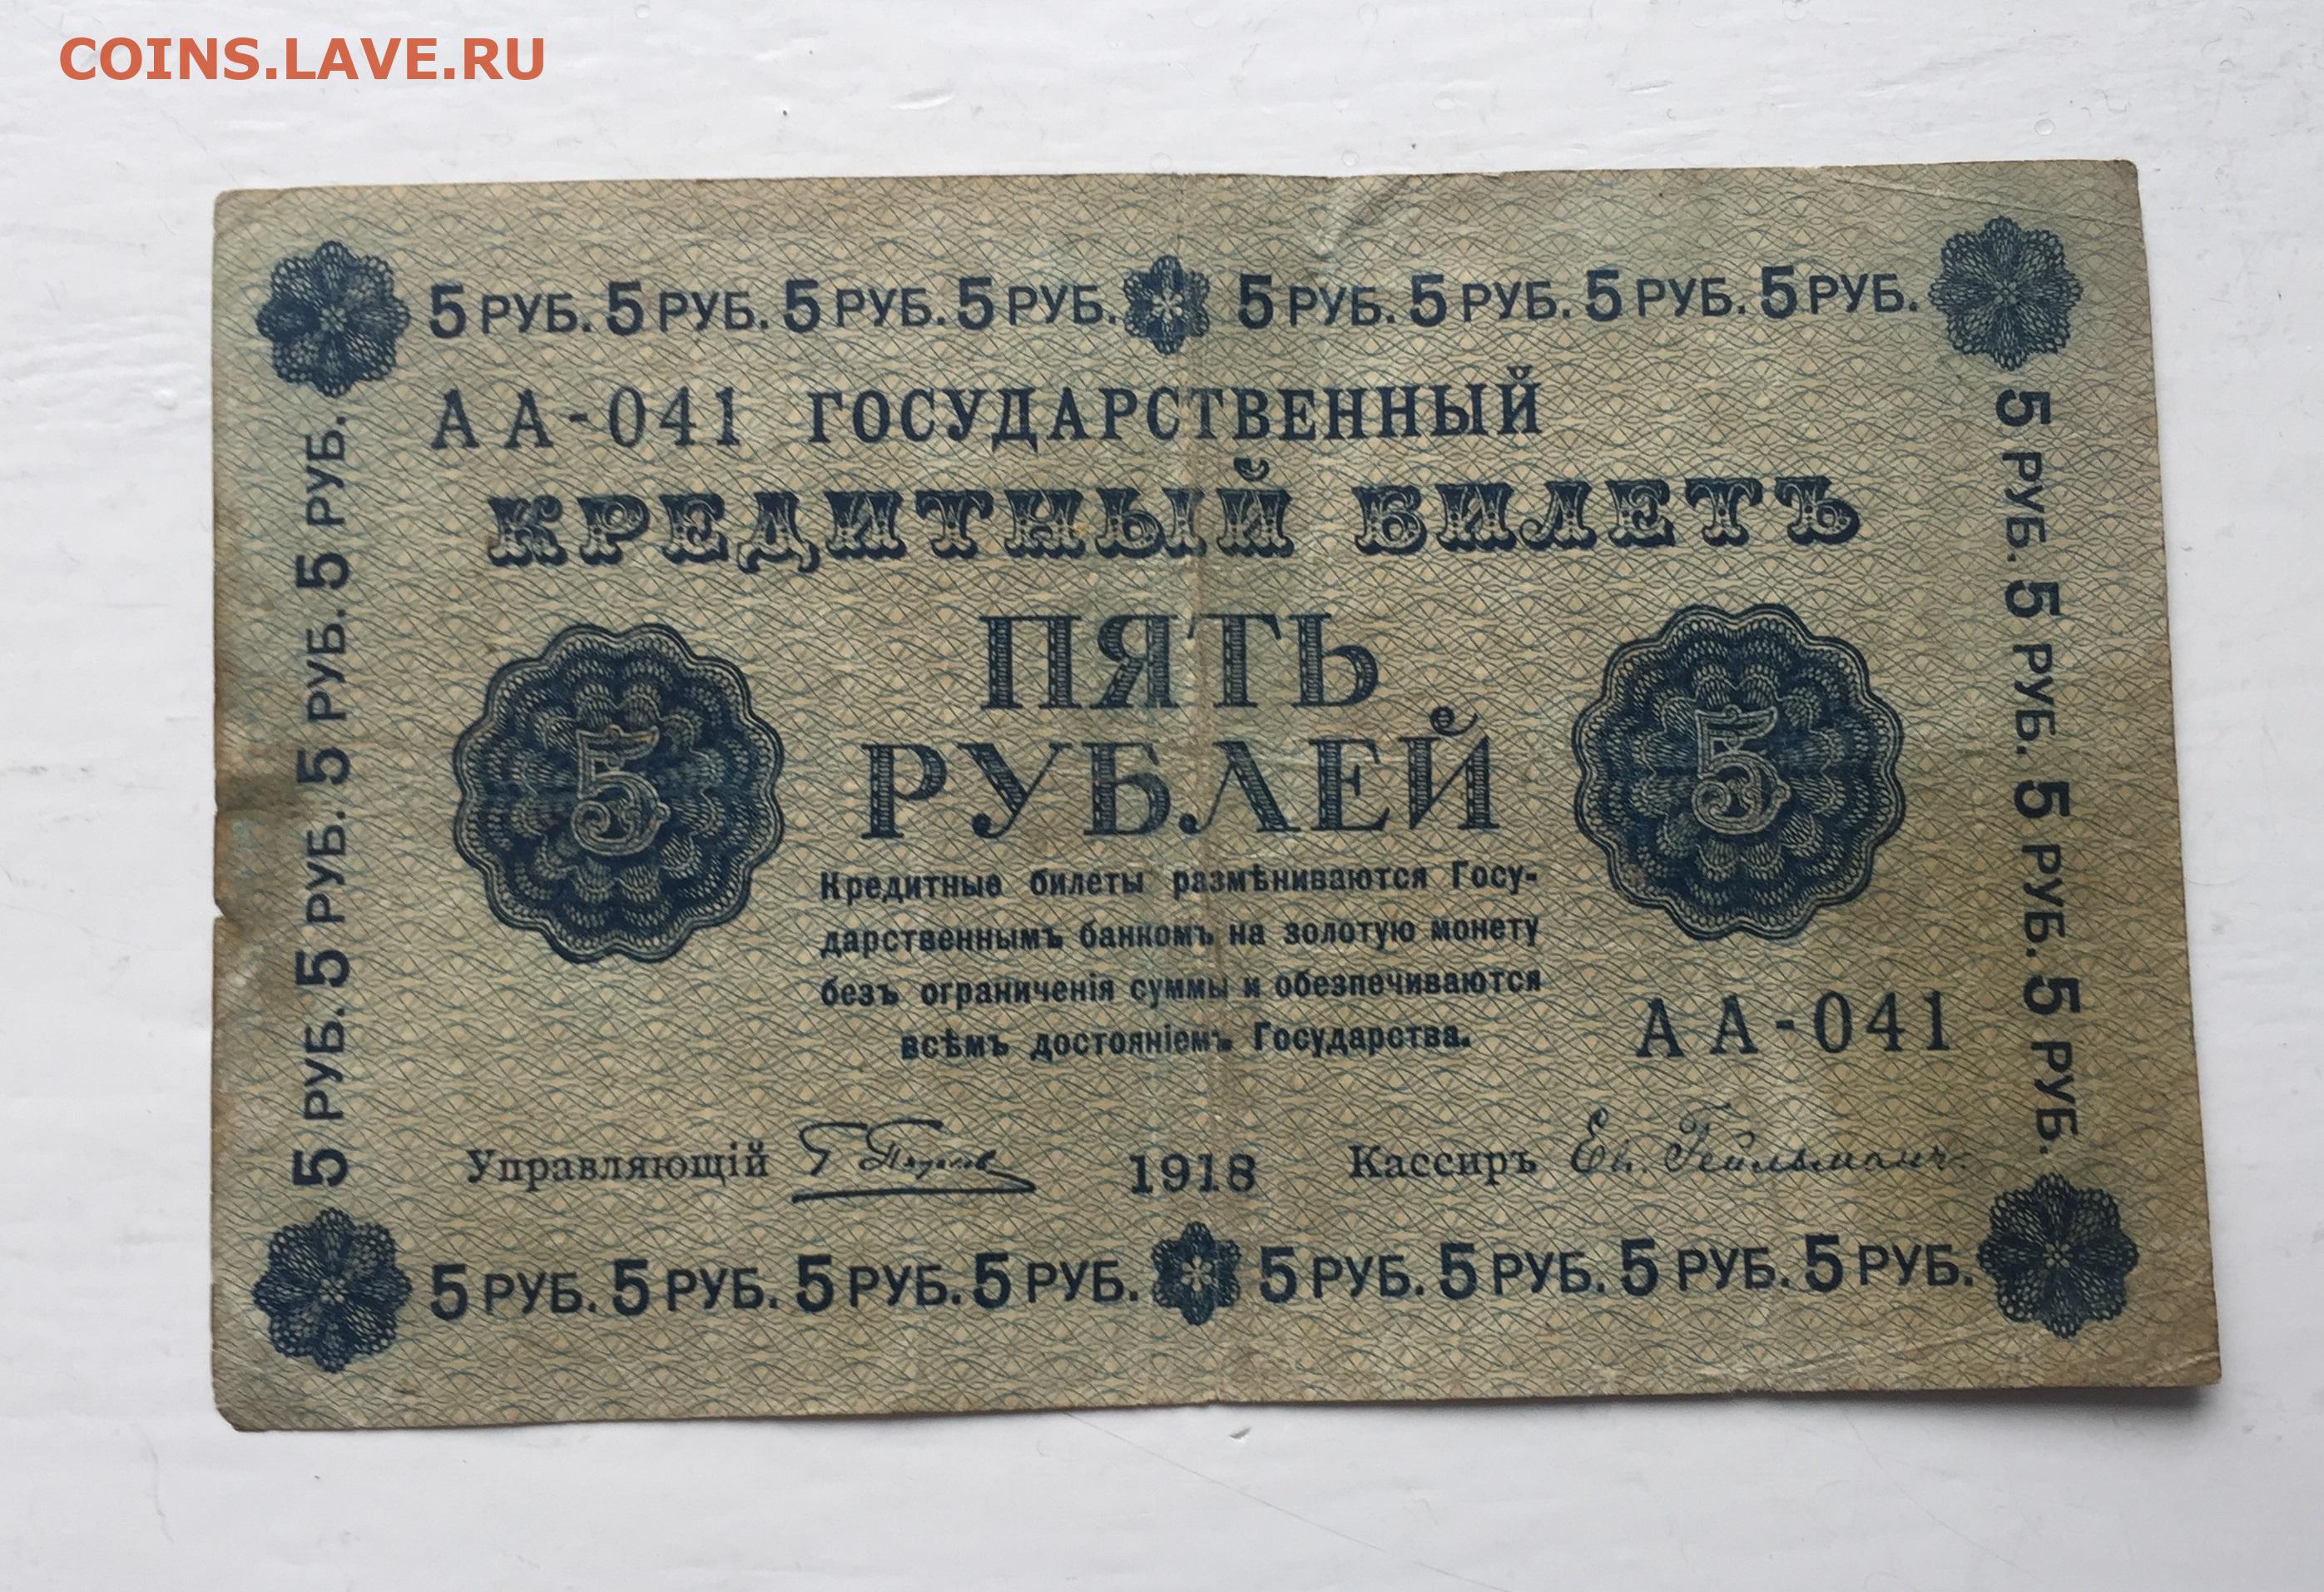 COINS.LAVE.RU
5 РУБ. 5 РУБ. 5 РУБ. 5 РУБ. 5 РУБ. 5 РУБ. 5 РУБ. 5 РУБ.
АА-041 ГОСУДАРСТВЕННЫЙ
КРЕДИТНЫЙ БИЛЕТЪ
ПЯТЬ
РУБЛЕЙ
5
5
Кредитные билеты размѣниваются Госу-
дарственнымъ банкомъ на золотую монету
безъ ограниченія суммы и обезпечиваются
всѣмъ достояніемъ Государства.
АА-041
Управляющій Г. Пятаков 1918 Кассиръ Ев. Гейльманъ.
5 РУБ. 5 РУБ. 5 РУБ. 5 РУБ. 5 РУБ. 5 РУБ. 5 РУБ. 5 РУБ.
5 РУБ. 5 РУБ. 5 РУБ. 5 РУБ.
5 РУБ. 5 РУБ. 5 РУБ. 5 РУБ.